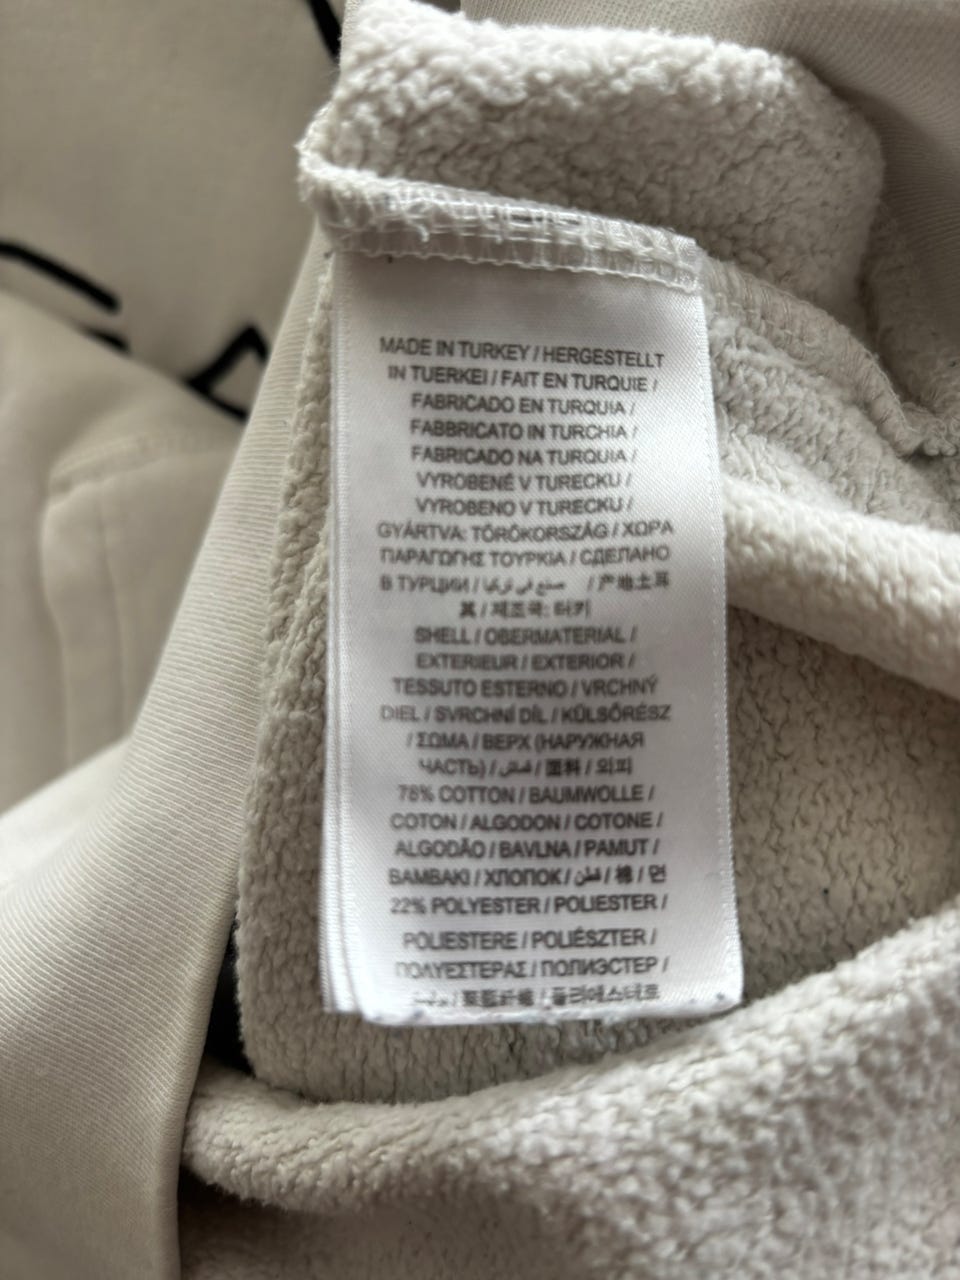 MADE IN TURKEY / HERGESTELLT
IN TUERKEI / FAIT EN TURQUIE /
FABRICADO EN TURQUIA /
FABBRICATO IN TURCHIA /
FABRICADO NA TURQUIA /
VYROBENÉ V TURECKU /
VYROBENO V TURECKU /
GYÁRTVA: TÖRÖKORSZÁG / ΧΩΡΑ
ΠΑΡΑΓΩΓΗΣ ΤΟΥΡΚΙΑ / СДЕЛАНО
В ТУРЦИИ / صنع في تركيا / 产地土耳
其 / 제조국: 터키
SHELL / OBERMATERIAL /
EXTERIEUR / EXTERIOR /
TESSUTO ESTERNO / VRCHNÝ
DIEL / SVRCHNÍ DÍL / KÜLSŐRÉSZ
/ ΣΩΜΑ / ВЕРХ (НАРУЖНАЯ
ЧАСТЬ) / قماش / 面料 / 외피
78% COTTON / BAUMWOLLE /
COTON / ALGODON / COTONE /
ALGODÃO / BAVLNA / PAMUT /
ΒΑΜΒΑΚΙ / ХЛОПОК / قطن / 棉 / 면
22% POLYESTER / POLIESTER /
POLIESTERE / POLIÉSZTER /
ΠΟΛΥΕΣΤΕΡΑΣ / ПОЛИЭСТЕР /
بوليستر / 聚酯纤维 / 폴리에스테르